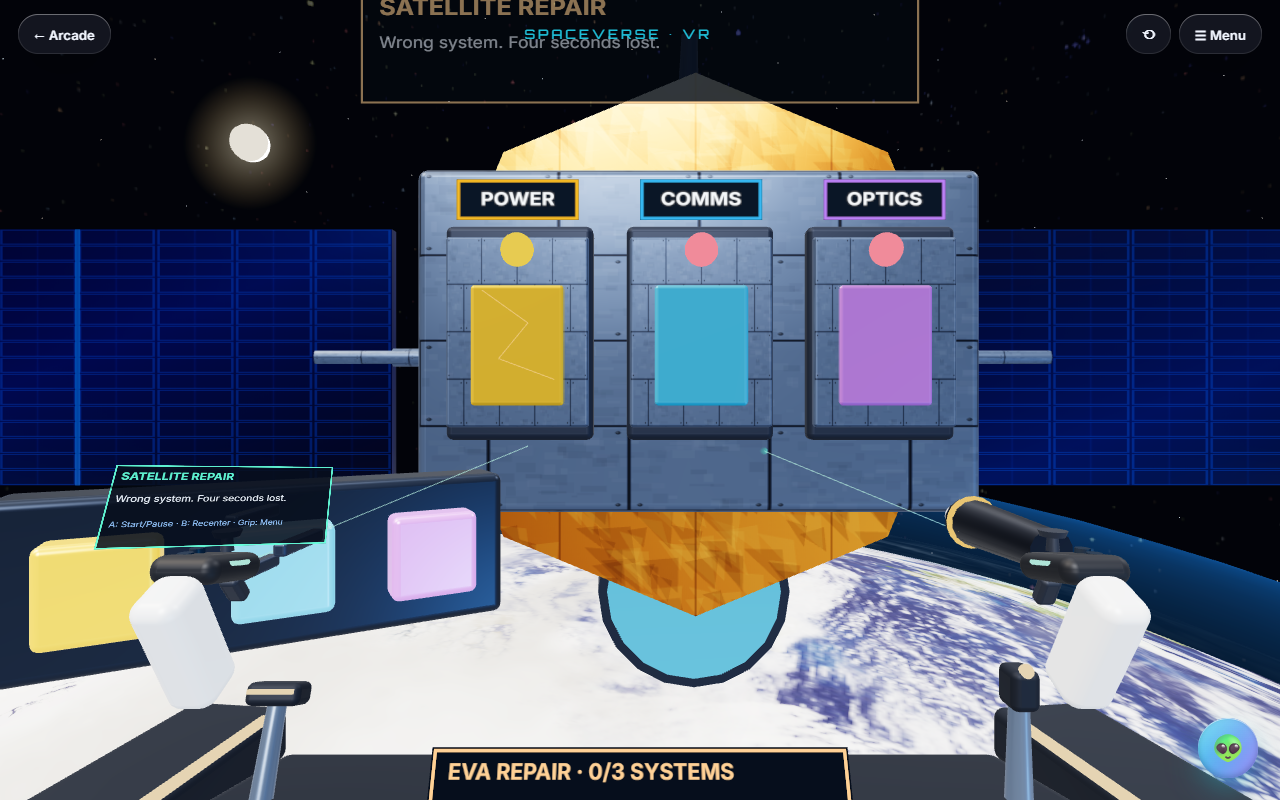 ← Arcade
SATELLITE REPAIR
SPACEVERSE · VR
Wrong system. Four seconds lost.
☰ Menu
POWER
COMMS
OPTICS
SATELLITE REPAIR
Wrong system. Four seconds lost.
A: Start/Pause · B: Recenter · Grip: Menu
EVA REPAIR · 0/3 SYSTEMS